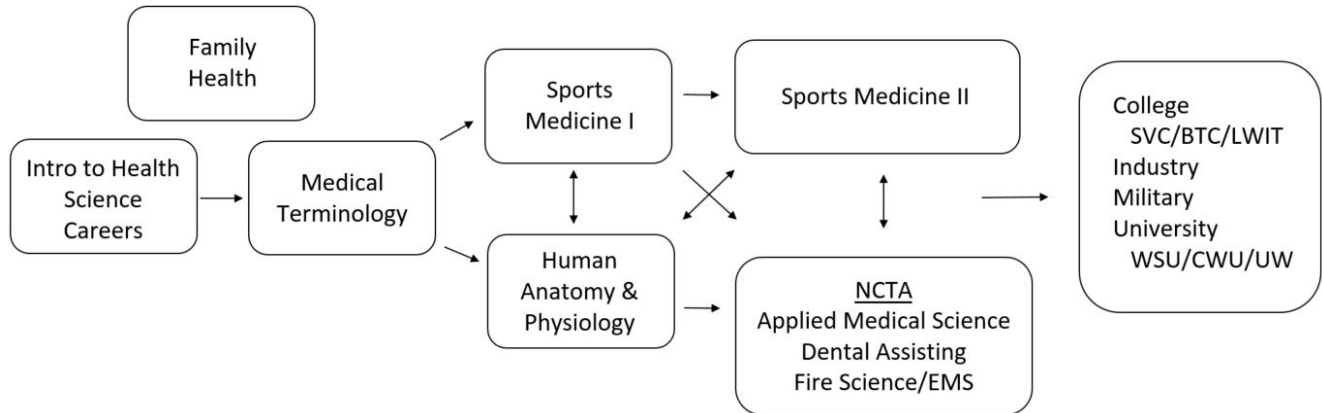 Family
Health
Intro to Health
Science
Careers
Medical
Terminology
Sports
Medicine I
Human
Anatomy &
Physiology
Sports Medicine II
NCTA
Applied Medical Science
Dental Assisting
Fire Science/EMS
College
SVC/BTC/LWIT
Industry
Military
University
WSU/CWU/UW